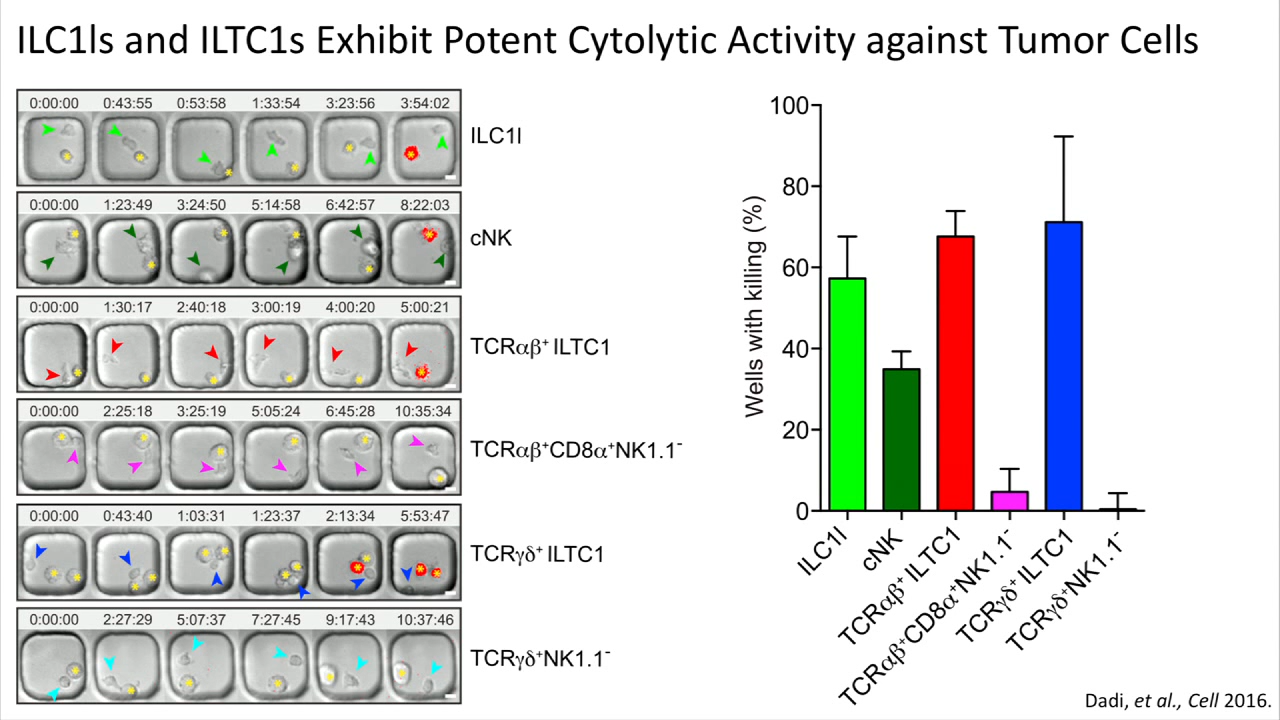 ILC1ls and ILTC1s Exhibit Potent Cytolytic Activity against Tumor Cells
0:00:00 0:43:55 0:53:58 1:33:54 3:23:56 3:54:02
ILC1l
0:00:00 1:23:49 3:24:50 5:14:58 6:42:57 8:22:03
cNK
0:00:00 1:30:17 2:40:18 3:00:19 4:00:20 5:00:21
TCRαβ⁺ ILTC1
0:00:00 2:25:18 3:25:19 5:05:24 6:45:28 10:35:34
TCRαβ⁺CD8α⁺NK1.1⁻
0:00:00 0:43:40 1:03:31 1:23:37 2:13:34 5:53:47
TCRγδ⁺ ILTC1
0:00:00 2:27:29 5:07:37 7:27:45 9:17:43 10:37:46
TCRγδ⁺NK1.1⁻
Wells with killing (%)
100
80
60
40
20
0
ILC1l
cNK
TCRαβ⁺ ILTC1
TCRαβ⁺CD8α⁺NK1.1⁻
TCRγδ⁺ ILTC1
TCRγδ⁺NK1.1⁻
Dadi, et al., Cell 2016.